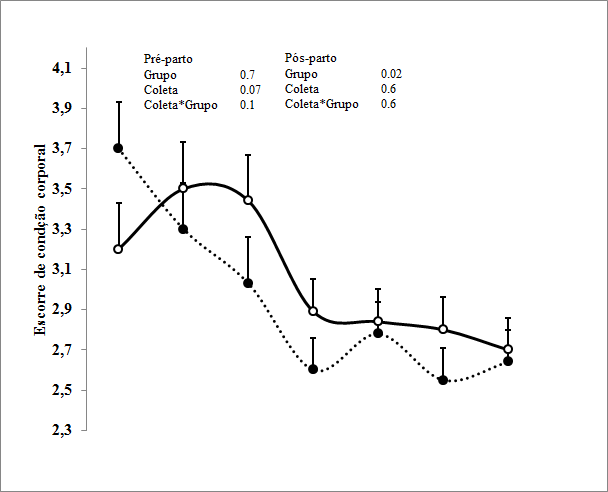 Pré-parto Pós-parto
Grupo 0.7 Grupo 0.02
Coleta 0.07 Coleta 0.6
Coleta*Grupo 0.1 Coleta*Grupo 0.6
Escorre de condção corporal
4,1
3,9
3,7
3,5
3,3
3,1
2,9
2,7
2,5
2,3